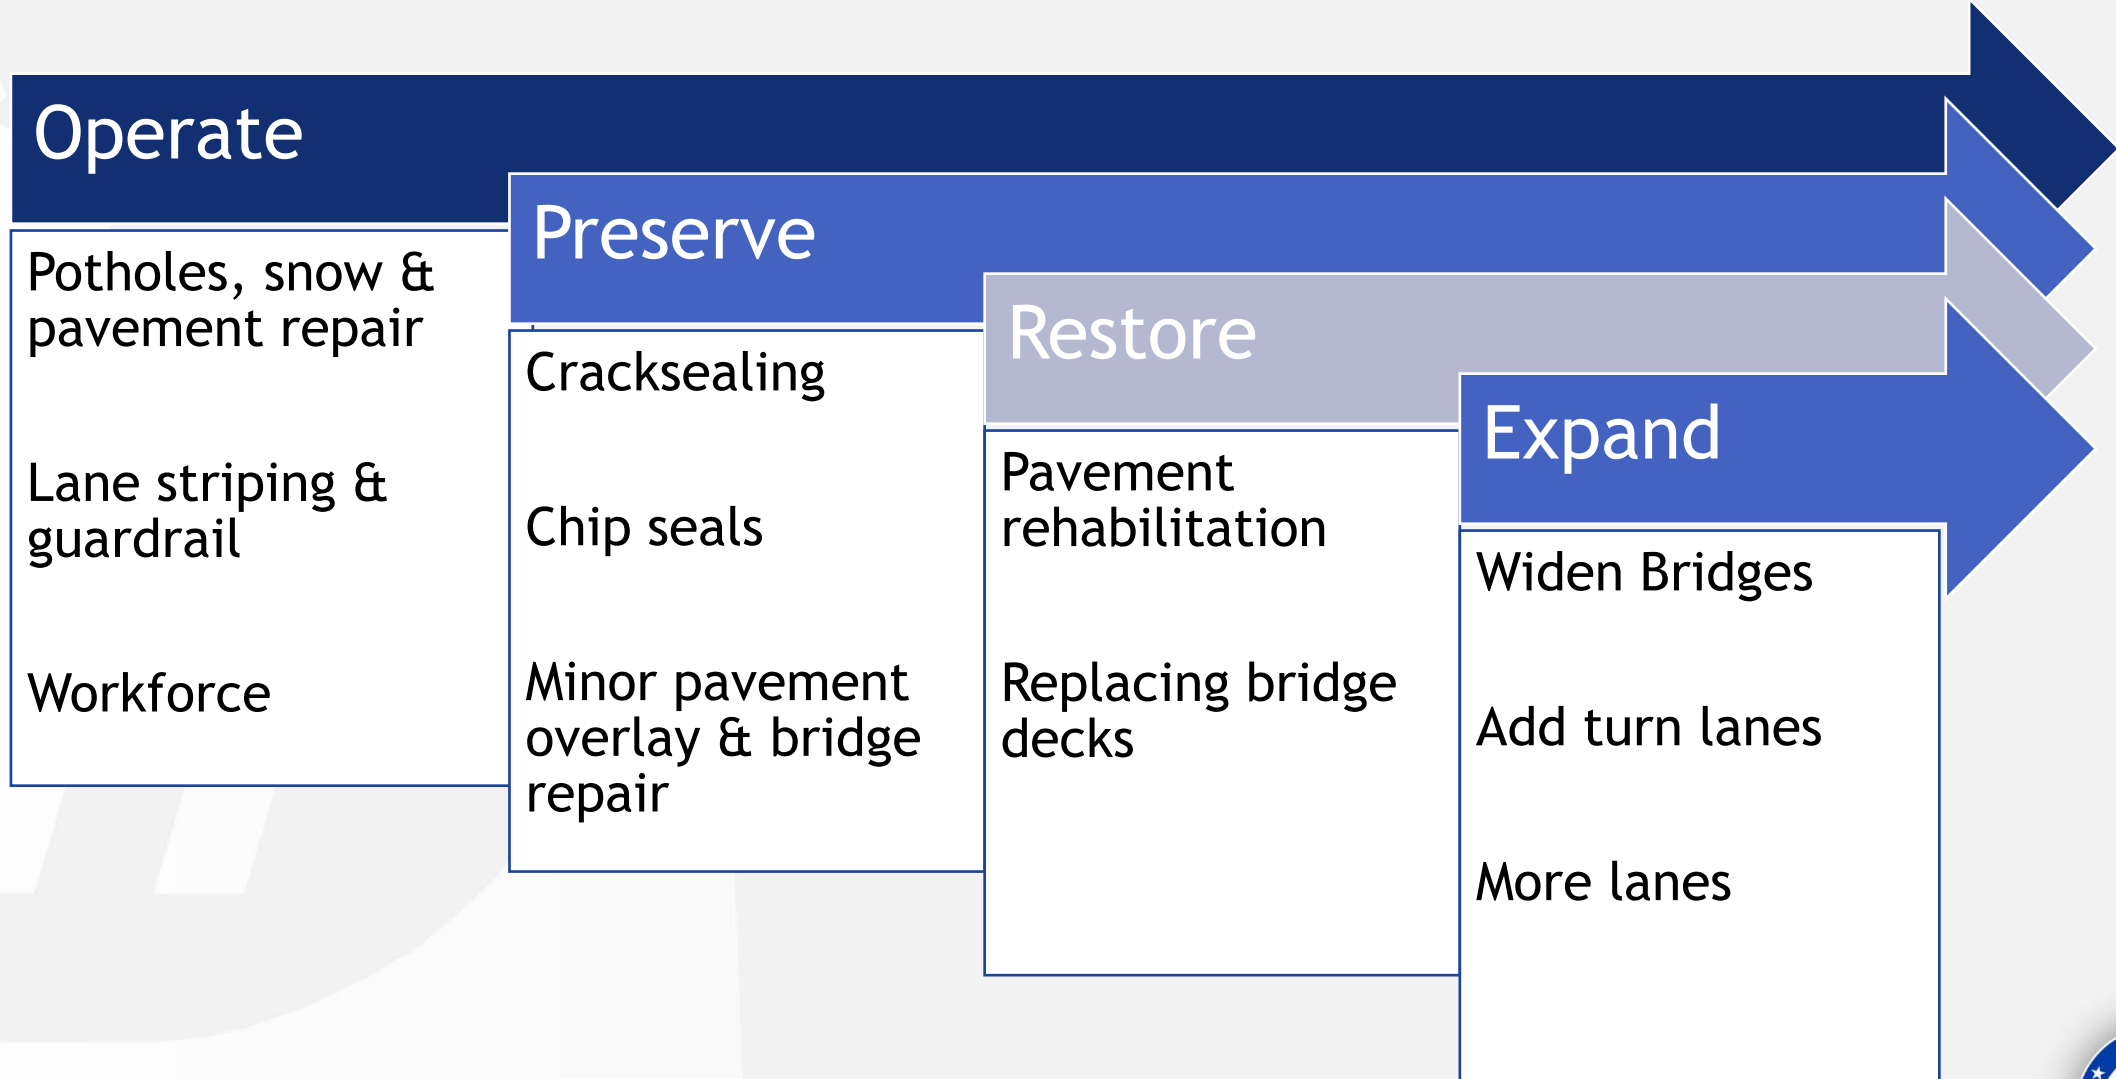 Operate
Potholes, snow &
pavement repair
Lane striping &
guardrail
Workforce
Preserve
Cracksealing
Chip seals
Minor pavement
overlay & bridge
repair
Restore
Pavement
rehabilitation
Replacing bridge
decks
Expand
Widen Bridges
Add turn lanes
More lanes